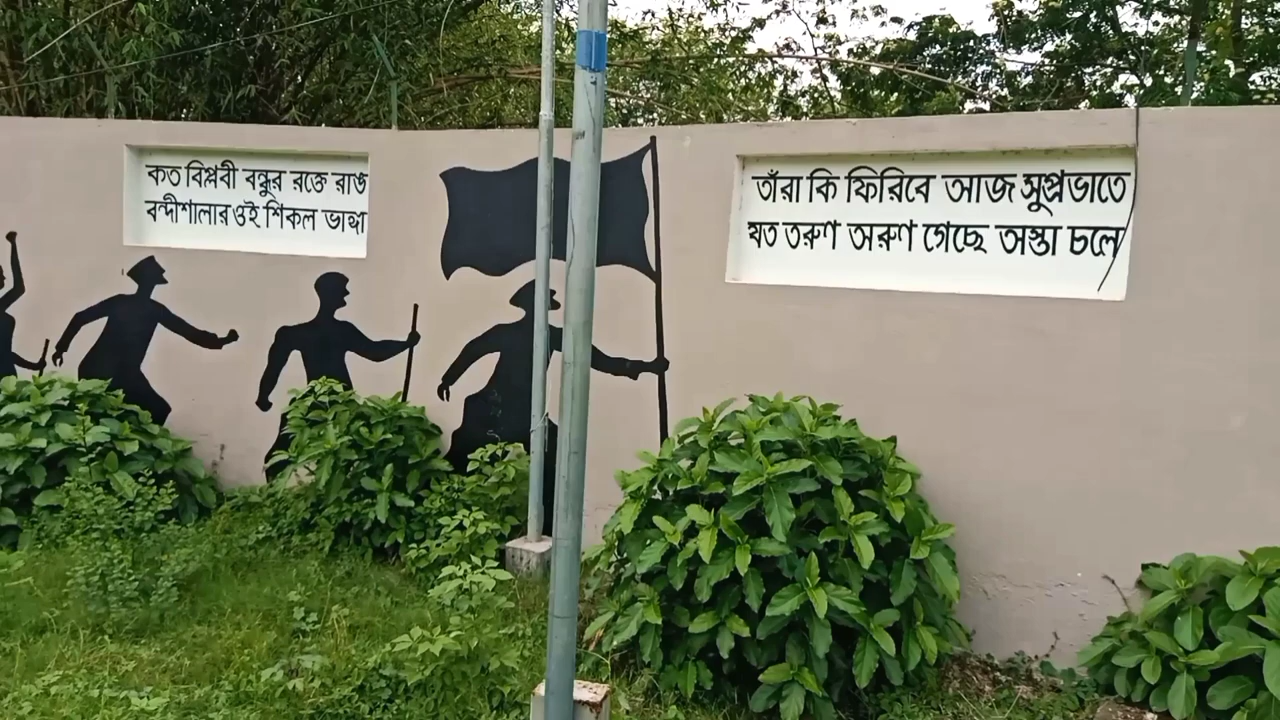 কত বিপ্লবী বন্ধুর রক্তে রাঙা
বন্দীশালার ওই শিকল ভাঙ্গা
তাঁরা কি ফিরিবে আজ সুপ্রভাতে
যত তরুণ অরুণ গেছে অস্তা চলে